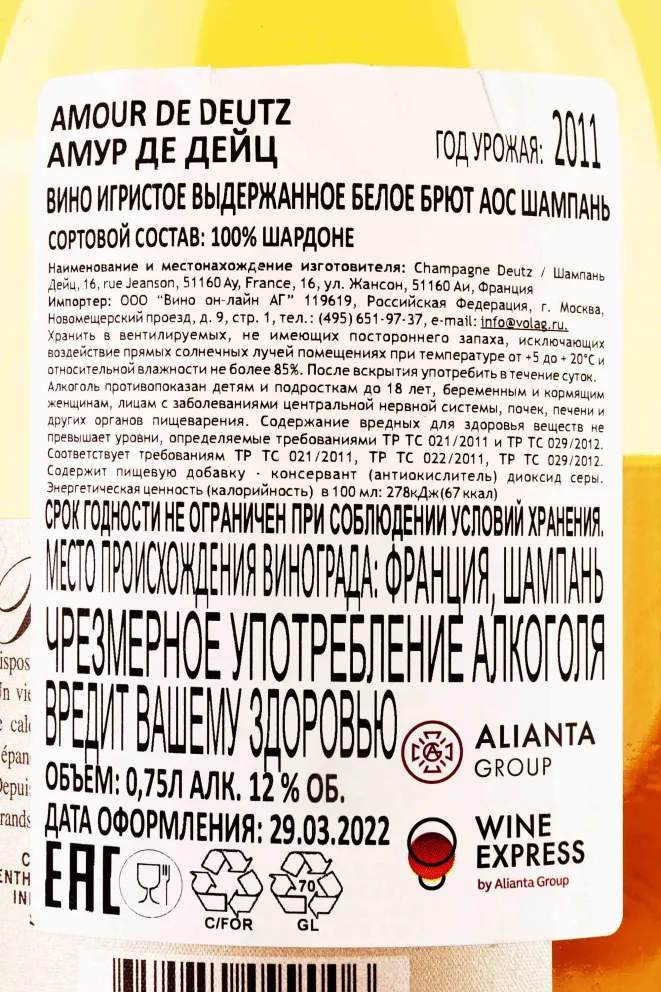 AMOUR DE DEUTZ
АМУР ДЕ ДЕЙЦ
ГОД УРОЖАЯ: 2011
ВИНО ИГРИСТОЕ ВЫДЕРЖАННОЕ БЕЛОЕ БРЮТ АОС ШАМПАНЬ
СОРТОВОЙ СОСТАВ: 100% ШАРДОНЕ
Наименование и местонахождение изготовителя: Champagne Deutz / Шампань
Дейц, 16, rue Jeanson, 51160 Ay, France, 16, ул. Жансон, 51160 Аи, Франция
Импортер: ООО "Вино он-лайн АГ" 119619, Российская Федерация, г. Москва,
Новомещерский проезд, д. 9, стр. 1, тел.: (495) 651-97-37, e-mail: info@volag.ru.
Хранить в вентилируемых, не имеющих постороннего запаха, исключающих
воздействие прямых солнечных лучей помещениях при температуре от +5 до + 20°С и
относительной влажности не более 85%. После вскрытия употребить в течение суток.
Алкоголь противопоказан детям и подросткам до 18 лет, беременным и кормящим
женщинам, лицам с заболеваниями центральной нервной системы, почек, печени и
других органов пищеварения. Содержание вредных для здоровья веществ не
превышает уровни, определяемые требованиями ТР ТС 021/2011 и ТР ТС 029/2012.
Соответствует требованиям ТР ТС 021/2011, ТР ТС 022/2011, ТР ТС 029/2012.
Содержит пищевую добавку - консервант (антиокислитель) диоксид серы.
Энергетическая ценность (калорийность) в 100 мл: 278кДж(67 ккал)
СРОК ГОДНОСТИ НЕ ОГРАНИЧЕН ПРИ СОБЛЮДЕНИИ УСЛОВИЙ ХРАНЕНИЯ.
МЕСТО ПРОИСХОЖДЕНИЯ ВИНОГРАДА: ФРАНЦИЯ, ШАМПАНЬ
ЧРЕЗМЕРНОЕ УПОТРЕБЛЕНИЕ АЛКОГОЛЯ
ВРЕДИТ ВАШЕМУ ЗДОРОВЬЮ
ALIANTA
GROUP
ОБЪЕМ: 0,75Л АЛК. 12 % ОБ.
ДАТА ОФОРМЛЕНИЯ: 29.03.2022
WINE
EXPRESS
by Alianta Group
EAC
C/FOR
70
GL